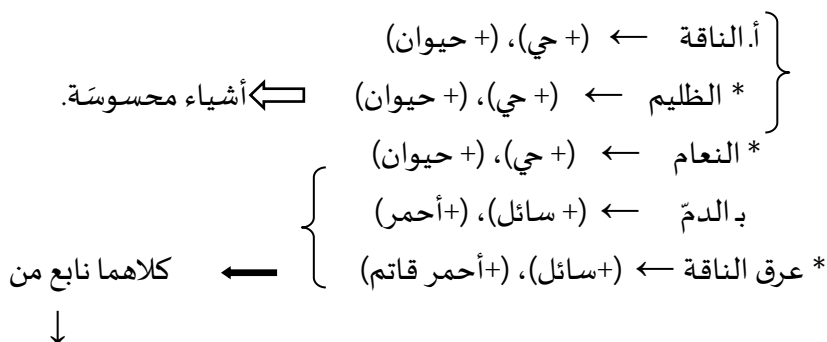 أ.الناقة ← (+ حي)، (+ حيوان)
* الظليم ← (+ حي)، (+ حيوان) ⇐ أشياء محسوسَة.
* النعام ← (+ حي)، (+ حيوان)
بـ الدمّ ← (+ سائل)، (+أحمر)
* عرق الناقة ← (+سائل)، (+أحمر قاتم) ← كلاهما نابع من
↓